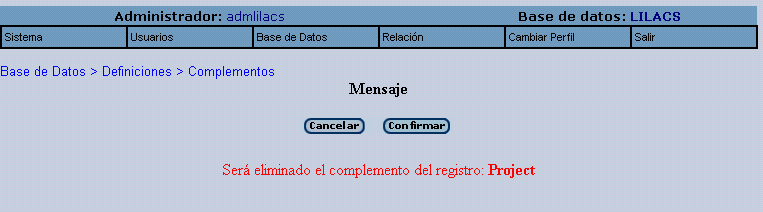 Administrador: admlilacs Base de datos: LILACS
Sistema Usuarios Base de Datos Relación Cambiar Perfil Salir
Base de Datos > Definiciones > Complementos
Mensaje
Cancelar Confirmar
Será eliminado el complemento del registro: Project